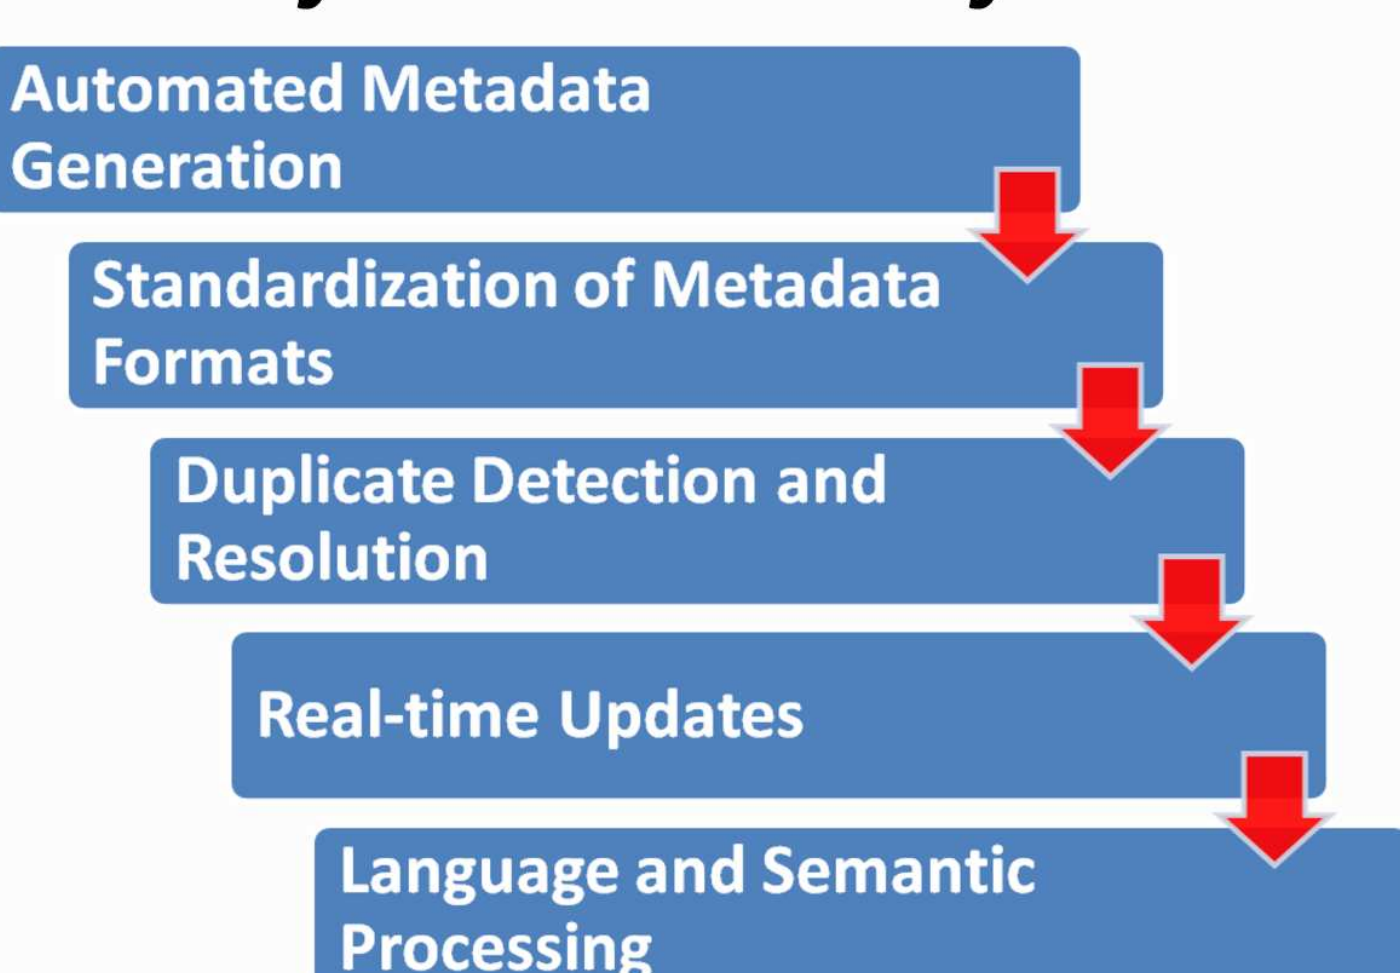 Automated Metadata
Generation
Standardization of Metadata
Formats
Duplicate Detection and
Resolution
Real-time Updates
Language and Semantic
Processing